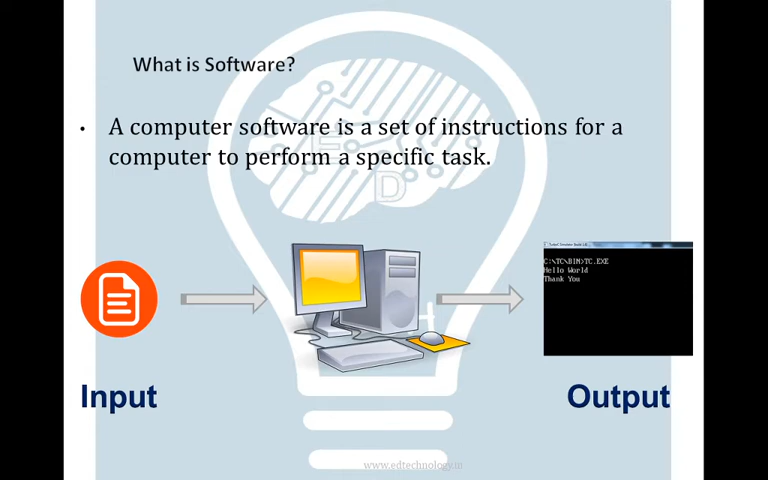 What is Software?
• A computer software is a set of instructions for a
computer to perform a specific task.
E
D
C:\TC\BIN>TC.EXE
Hello World
Thank You
Input
Output
www.edtechnology.in